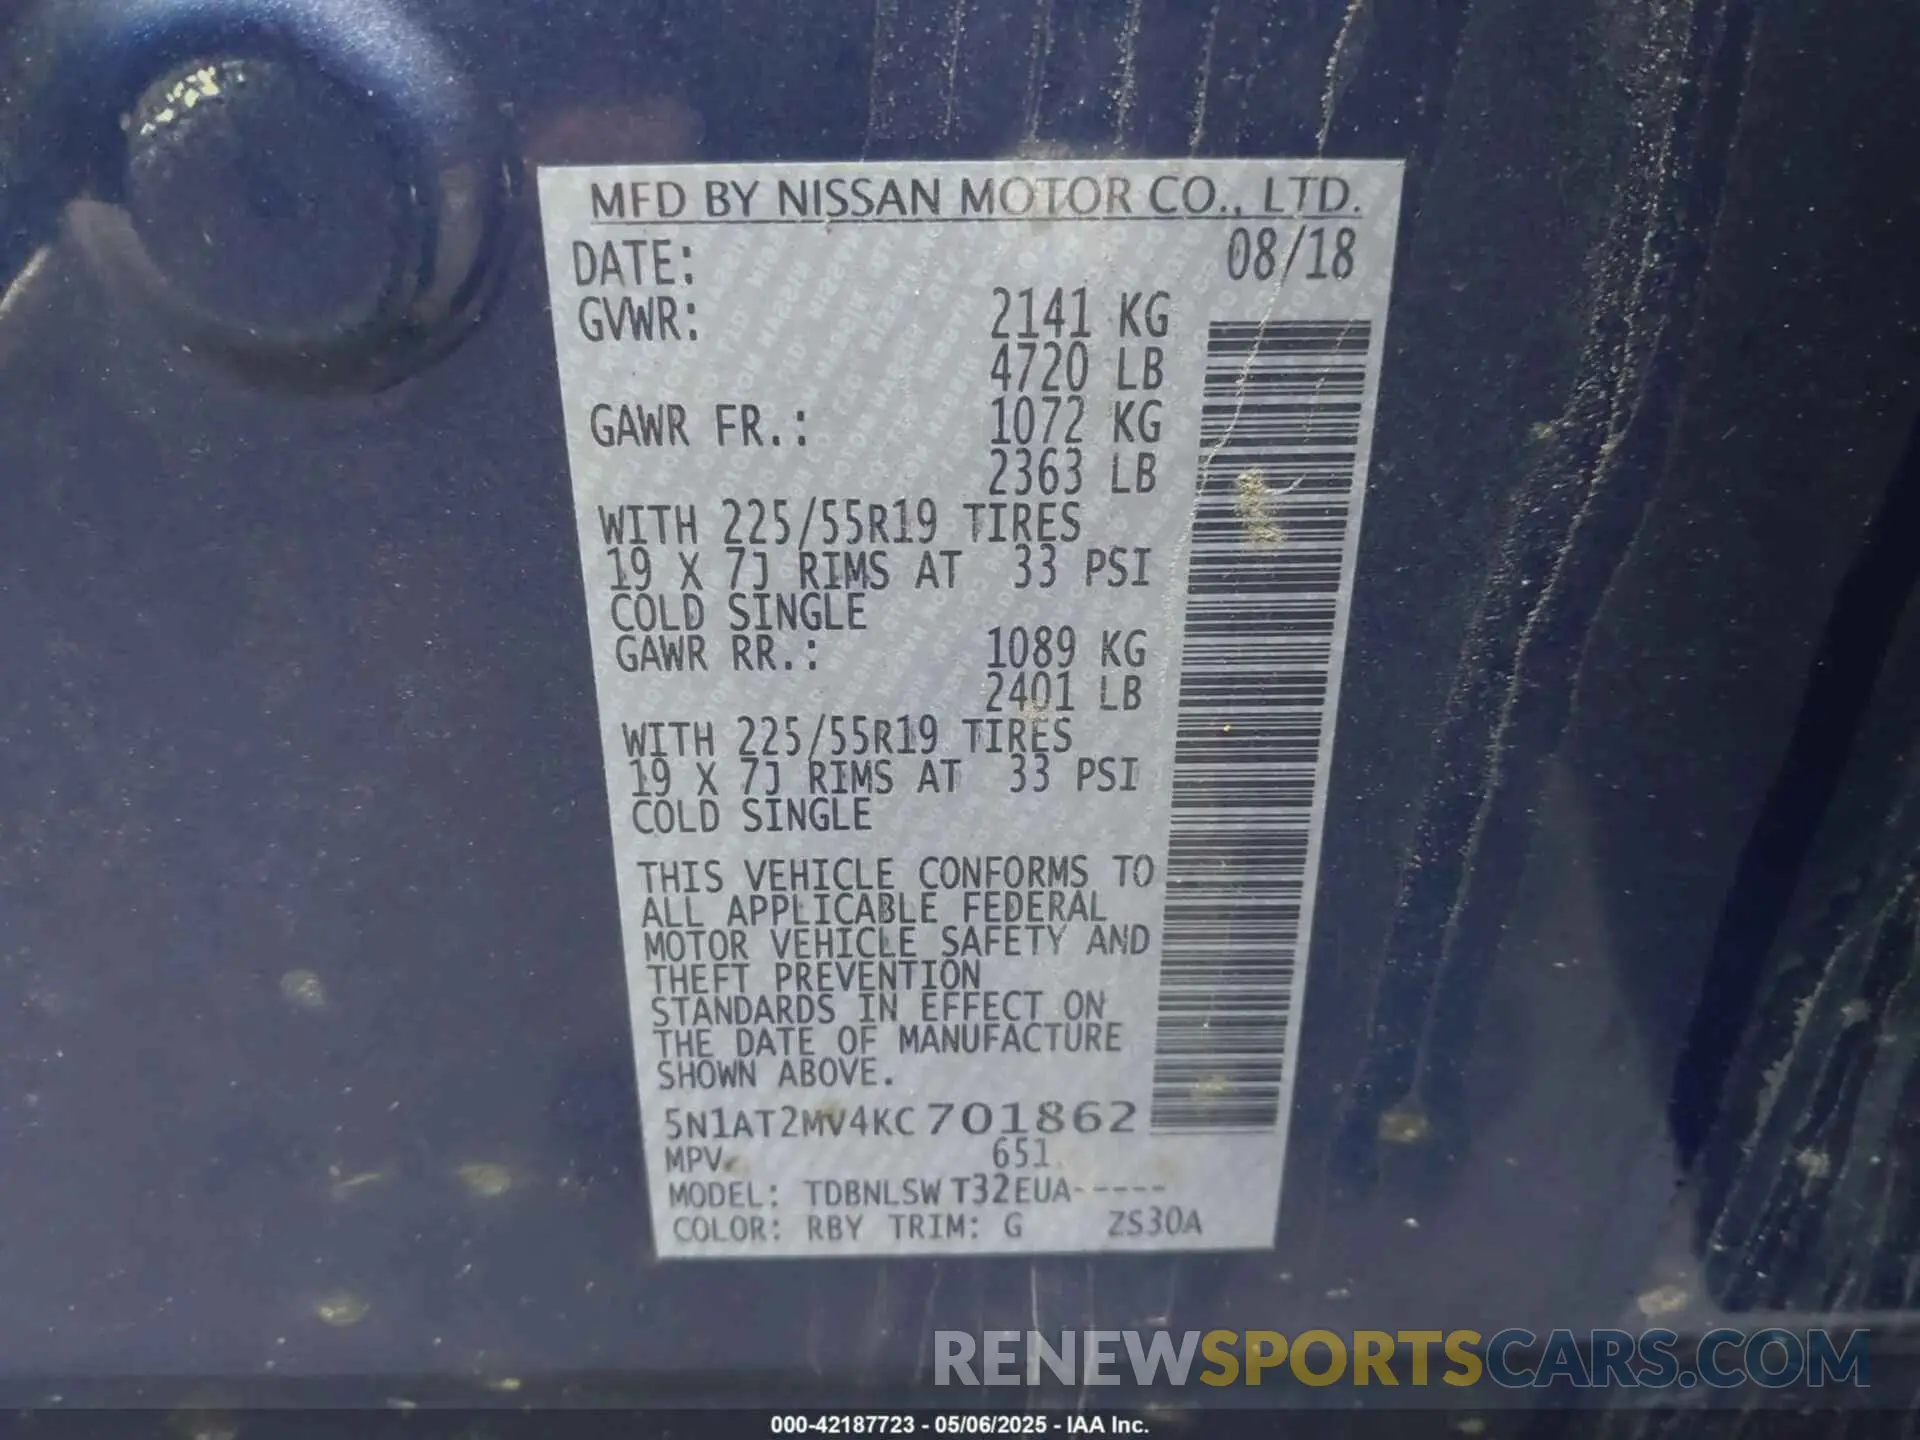 MFD BY NISSAN MOTOR CO., LTD.
DATE: 08/18
GVWR: 2141 KG
4720 LB
GAWR FR.: 1072 KG
2363 LB
WITH 225/55R19 TIRES
19 X 7J RIMS AT 33 PSI
COLD SINGLE
GAWR RR.: 1089 KG
2401 LB
WITH 225/55R19 TIRES
19 X 7J RIMS AT 33 PSI
COLD SINGLE
THIS VEHICLE CONFORMS TO
ALL APPLICABLE FEDERAL
MOTOR VEHICLE SAFETY AND
THEFT PREVENTION
STANDARDS IN EFFECT ON
THE DATE OF MANUFACTURE
SHOWN ABOVE.
5N1AT2MV4KC701862
MPV 651
MODEL: TDBNLSW T32EUA-----
COLOR: RBY TRIM: G ZS30A
RENEWSPORTSCARS.COM
000-42187723 - 05/06/2025 - IAA Inc.